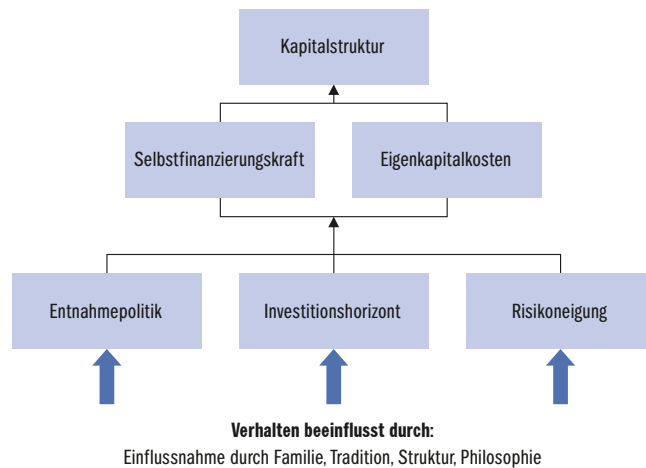 Kapitalstruktur
Selbstfinanzierungskraft
Eigenkapitalkosten
Entnahmepolitik
Investitionshorizont
Risikoneigung
Verhalten beeinflusst durch:
Einflussnahme durch Familie, Tradition, Struktur, Philosophie